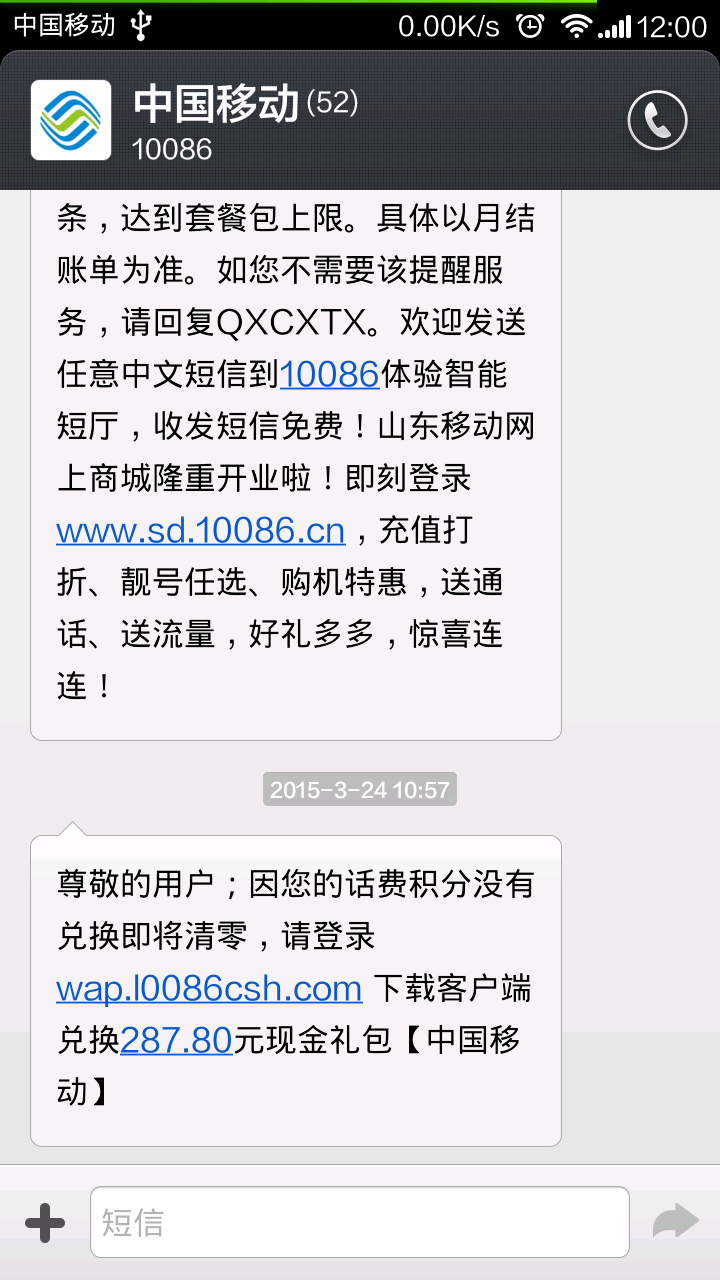 中国移动 0.00K/s 12:00
中国移动(52)
10086
条，达到套餐包上限。具体以月结
账单为准。如您不需要该提醒服
务，请回复QXCXTX。欢迎发送
任意中文短信到10086体验智能
短厅，收发短信免费！山东移动网
上商城隆重开业啦！即刻登录
www.sd.10086.cn，充值打
折、靓号任选、购机特惠，送通
话、送流量，好礼多多，惊喜连
连！
2015-3-24 10:57
尊敬的用户；因您的话费积分没有
兑换即将清零，请登录
wap.l0086csh.com 下载客户端
兑换287.80元现金礼包【中国移
动】
短信